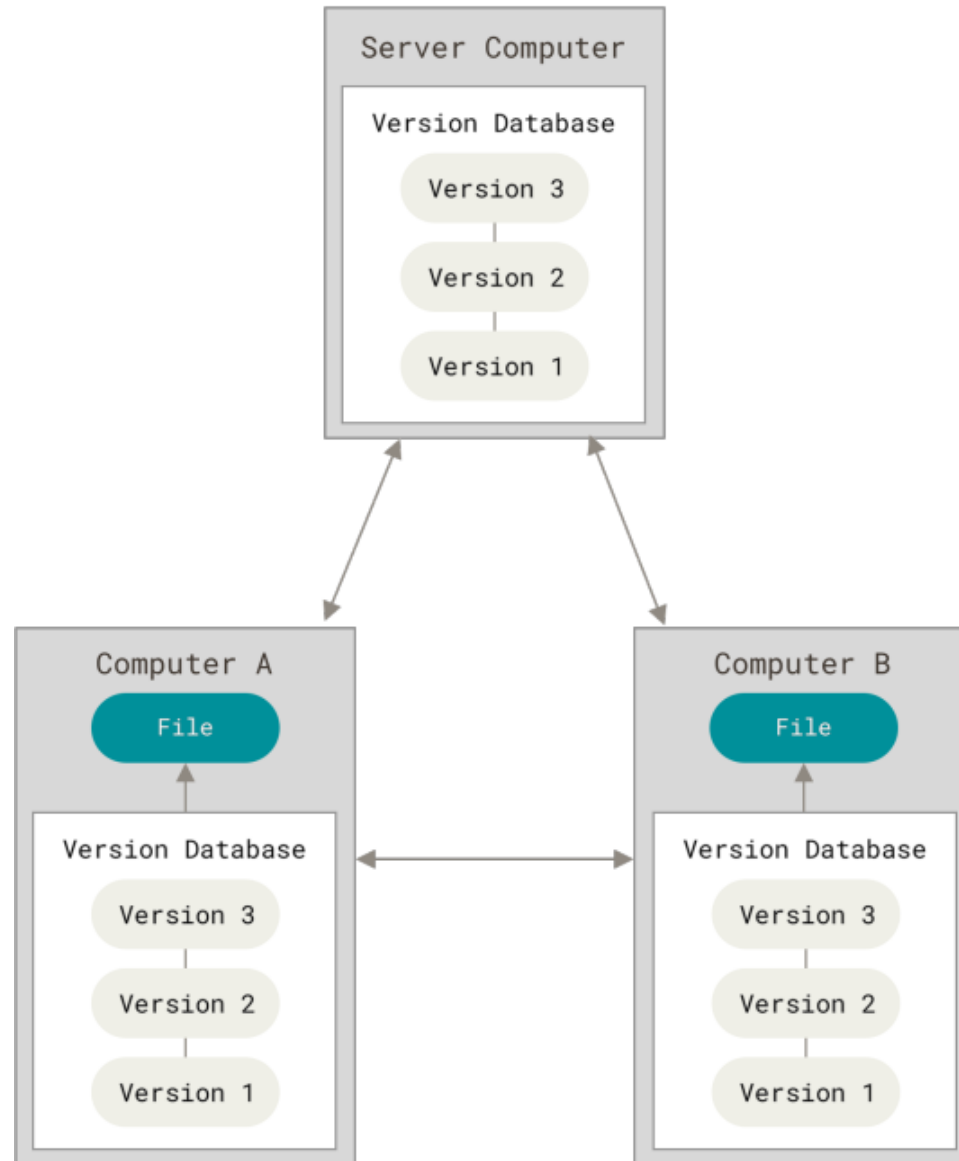 Server Computer
Version Database
Version 3
Version 2
Version 1
Computer A
File
Version Database
Version 3
Version 2
Version 1
Computer B
File
Version Database
Version 3
Version 2
Version 1